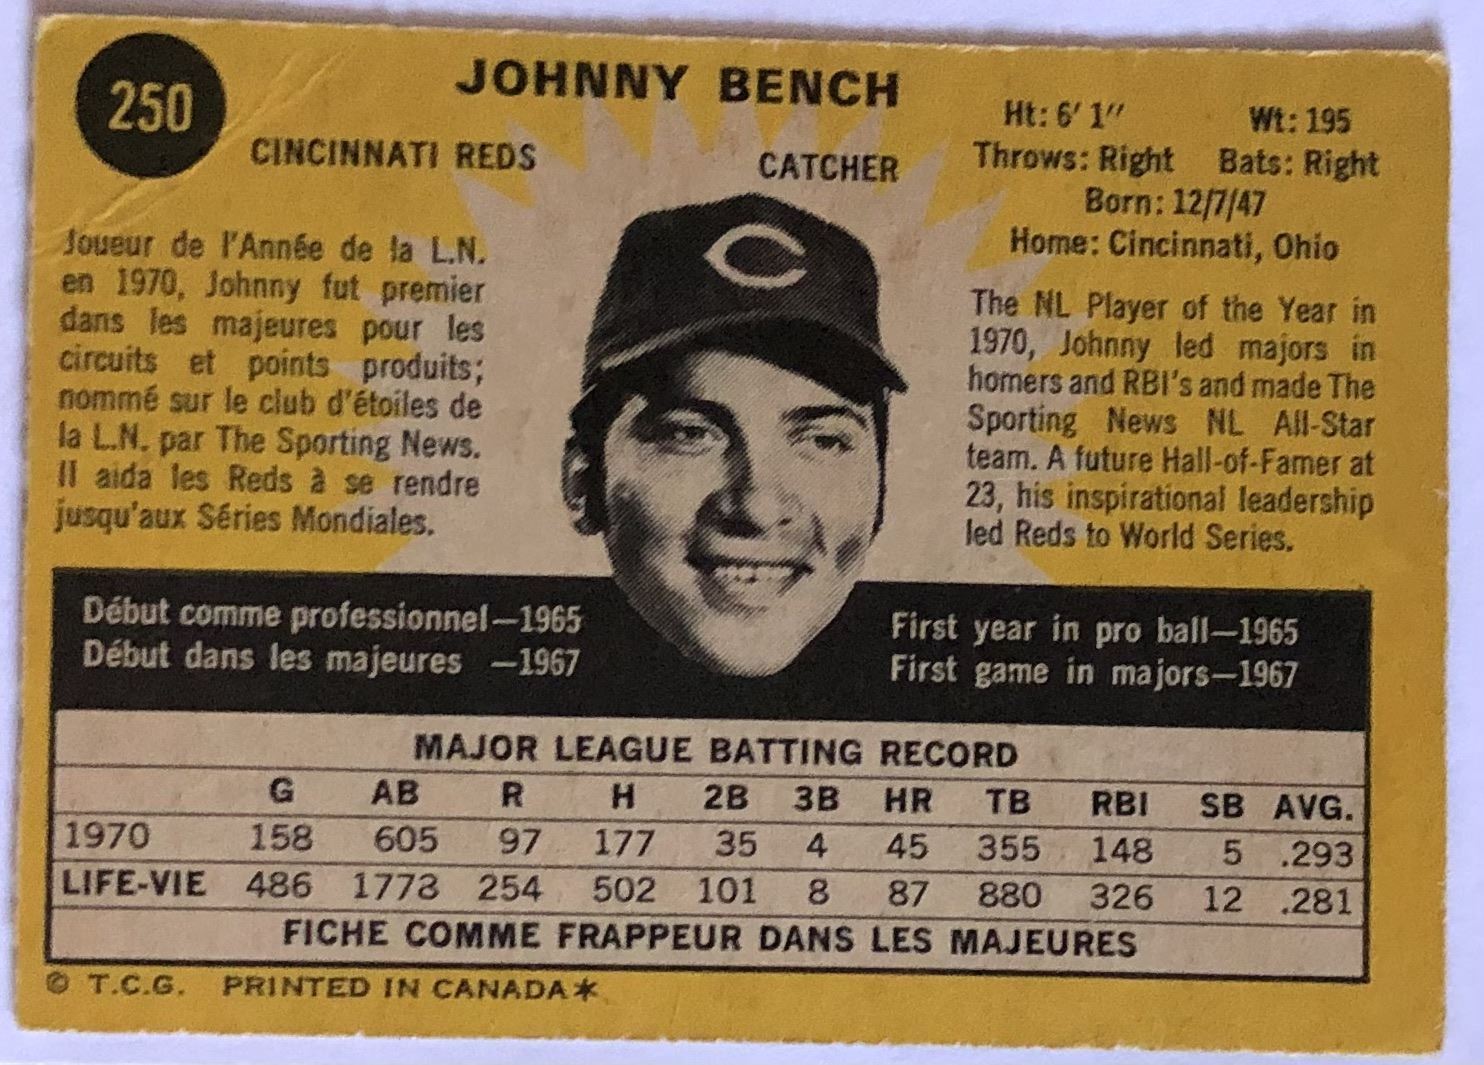 250
JOHNNY BENCH
CINCINNATI REDS
CATCHER
Ht: 6' 1" Wt: 195
Throws: Right Bats: Right
Born: 12/7/47
Home: Cincinnati, Ohio
Joueur de l'Année de la L.N.
en 1970, Johnny fut premier
dans les majeures pour les
circuits et points produits;
nommé sur le club d'étoiles de
la L.N. par The Sporting News.
Il aida les Reds à se rendre
jusqu'aux Séries Mondiales.
The NL Player of the Year in
1970, Johnny led majors in
homers and RBI's and made The
Sporting News NL All-Star
team. A future Hall-of-Famer at
23, his inspirational leadership
led Reds to World Series.
C
Début comme professionnel—1965
Début dans les majeures —1967
First year in pro ball—1965
First game in majors—1967
MAJOR LEAGUE BATTING RECORD
G AB R H 2B 3B HR TB RBI SB AVG.
1970 158 605 97 177 35 4 45 355 148 5 .293
LIFE-VIE 486 1773 254 502 101 8 87 880 326 12 .281
FICHE COMME FRAPPEUR DANS LES MAJEURES
© T.C.G. PRINTED IN CANADA*